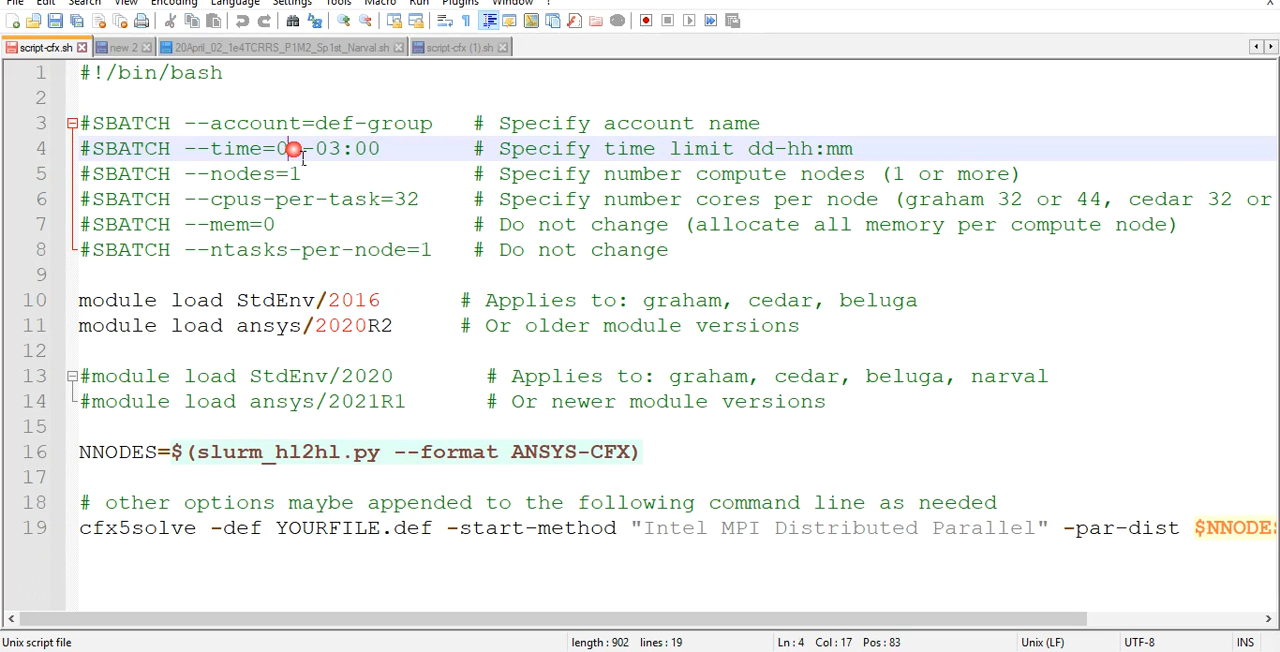 File Edit Search View Encoding Language Settings Tools Macro Run Plugins Window ?
script-cfx.sh new 2 20April_02_1e4TCRRS_P1M2_Sp1st_Narval.sh script-cfx (1).sh
1 #!/bin/bash
2
3 #SBATCH --account=def-group # Specify account name
4 #SBATCH --time= -03:00 # Specify time limit dd-hh:mm
5 #SBATCH --nodes=1 # Specify number compute nodes (1 or more)
6 #SBATCH --cpus-per-task=32 # Specify number cores per node (graham 32 or 44, cedar 32 or
7 #SBATCH --mem=0 # Do not change (allocate all memory per compute node)
8 #SBATCH --ntasks-per-node=1 # Do not change
9
10 module load StdEnv/2016 # Applies to: graham, cedar, beluga
11 module load ansys/2020R2 # Or older module versions
12
13 #module load StdEnv/2020 # Applies to: graham, cedar, beluga, narval
14 #module load ansys/2021R1 # Or newer module versions
15
16 NNODES=$(slurm_hl2hl.py --format ANSYS-CFX)
17
18 # other options maybe appended to the following command line as needed
19 cfx5solve -def YOURFILE.def -start-method "Intel MPI Distributed Parallel" -par-dist $NNODES
Unix script file length : 902 lines : 19 Ln : 4 Col : 17 Pos : 83 Unix (LF) UTF-8 INS